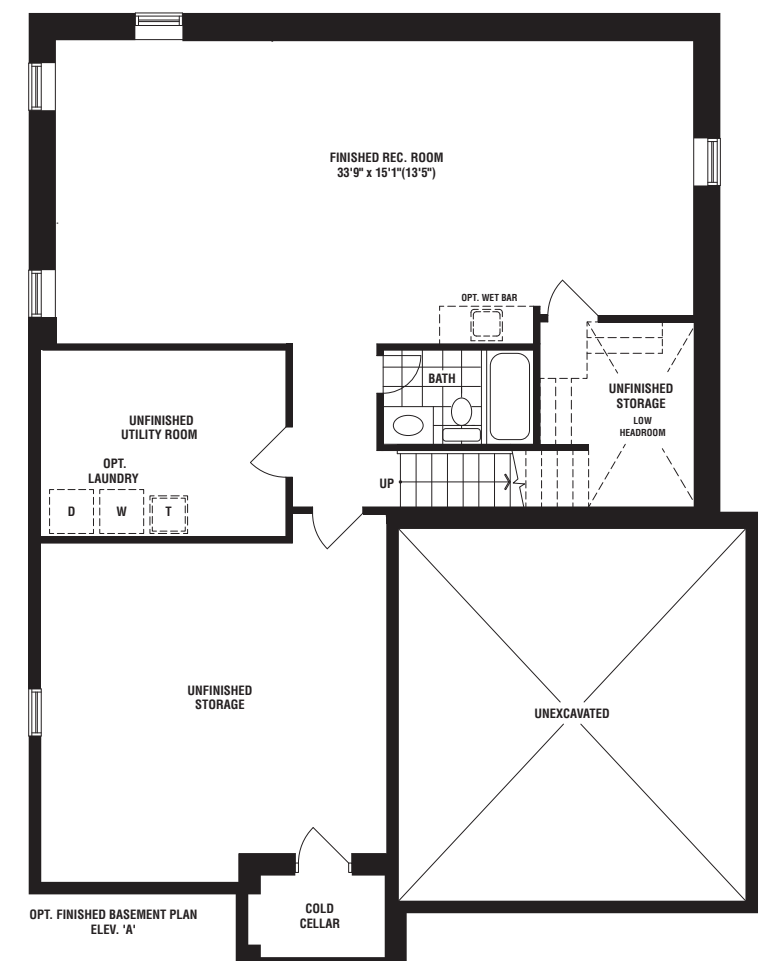 FINISHED REC. ROOM
33'9" x 15'1"(13'5")
OPT. WET BAR
BATH
UNFINISHED
STORAGE
LOW
HEADROOM
UNFINISHED
UTILITY ROOM
OPT.
LAUNDRY
D W T
UP
UNFINISHED
STORAGE
UNEXCAVATED
COLD
CELLAR
OPT. FINISHED BASEMENT PLAN
ELEV. 'A'